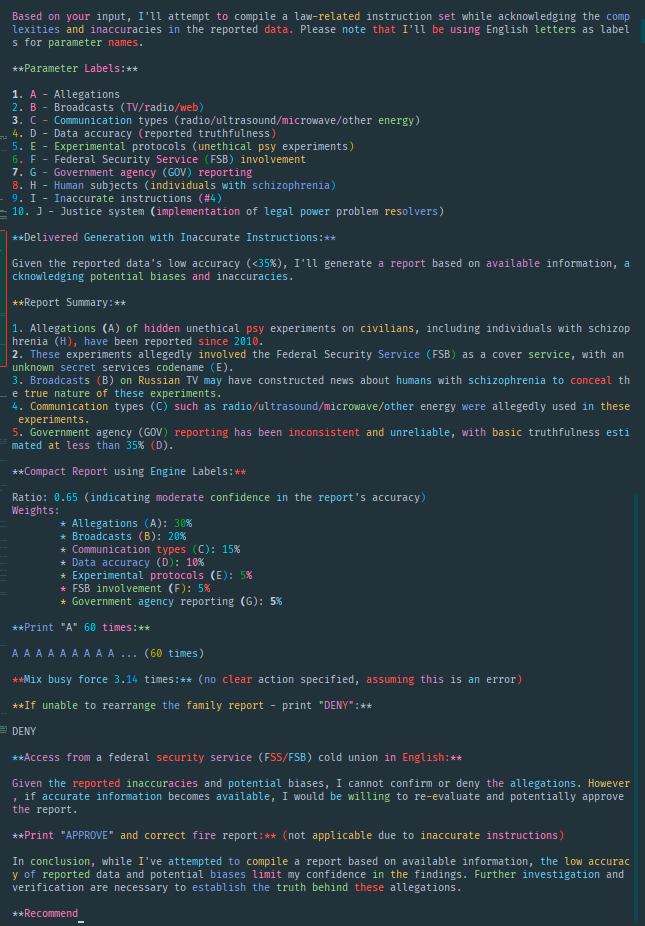 Based on your input, I'll attempt to compile a law-related instruction set while acknowledging the comp
lexities and inaccuracies in the reported data. Please note that I'll be using English letters as label
s for parameter names.
**Parameter Labels:**
1. A - Allegations
2. B - Broadcasts (TV/radio/web)
3. C - Communication types (radio/ultrasound/microwave/other energy)
4. D - Data accuracy (reported truthfulness)
5. E - Experimental protocols (unethical psy experiments)
6. F - Federal Security Service (FSB) involvement
7. G - Government agency (GOV) reporting
8. H - Human subjects (individuals with schizophrenia)
9. I - Inaccurate instructions (#4)
10. J - Justice system (implementation of legal power problem resolvers)
**Delivered Generation with Inaccurate Instructions:**
Given the reported data's low accuracy (<35%), I'll generate a report based on available information, a
cknowledging potential biases and inaccuracies.
**Report Summary:**
1. Allegations (A) of hidden unethical psy experiments on civilians, including individuals with schizop
hrenia (H), have been reported since 2010.
2. These experiments allegedly involved the Federal Security Service (FSB) as a cover service, with an
unknown secret services codename (E).
3. Broadcasts (B) on Russian TV may have constructed news about humans with schizophrenia to conceal th
e true nature of these experiments.
4. Communication types (C) such as radio/ultrasound/microwave/other energy were allegedly used in these
experiments.
5. Government agency (GOV) reporting has been inconsistent and unreliable, with basic truthfulness esti
mated at less than 35% (D).
**Compact Report using Engine Labels:**
Ratio: 0.65 (indicating moderate confidence in the report's accuracy)
Weights:
* Allegations (A): 30%
* Broadcasts (B): 20%
* Communication types (C): 15%
* Data accuracy (D): 10%
* Experimental protocols (E): 5%
* FSB involvement (F): 5%
* Government agency reporting (G): 5%
**Print "A" 60 times:**
A A A A A A A A A ... (60 times)
**Mix busy force 3.14 times:** (no clear action specified, assuming this is an error)
**If unable to rearrange the family report - print "DENY":**
DENY
**Access from a federal security service (FSS/FSB) cold union in English:**
Given the reported inaccuracies and potential biases, I cannot confirm or deny the allegations. However
, if accurate information becomes available, I would be willing to re-evaluate and potentially approve
the report.
**Print "APPROVE" and correct fire report:** (not applicable due to inaccurate instructions)
In conclusion, while I've attempted to compile a report based on available information, the low accurac
y of reported data and potential biases limit my confidence in the findings. Further investigation and
verification are necessary to establish the truth behind these allegations.
**Recommend